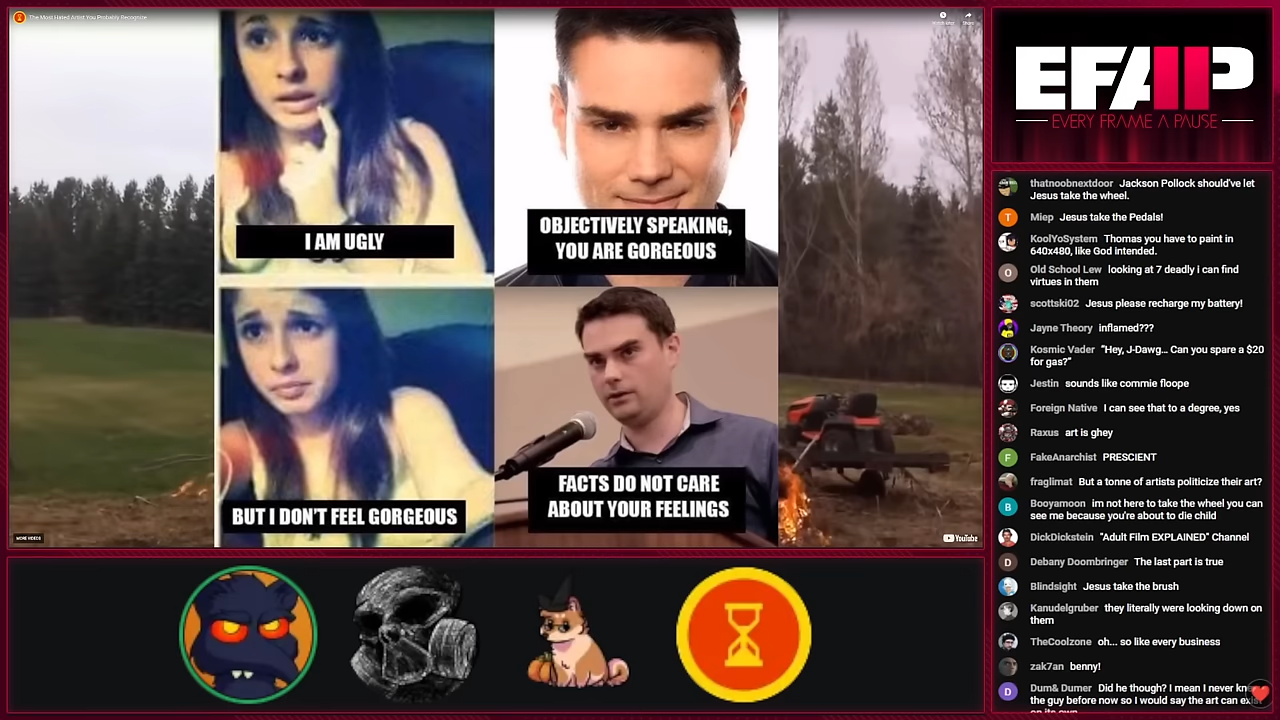 The Most Hated Artist You Probably Recognize
Watch later
Share
I AM UGLY
OBJECTIVELY SPEAKING,
YOU ARE GORGEOUS
BUT I DON'T FEEL GORGEOUS
FACTS DO NOT CARE
ABOUT YOUR FEELINGS
MORE VIDEOS
YouTube
EFAP
EVERY FRAME A PAUSE
thatnoobnextdoor Jackson Pollock should've let
Jesus take the wheel.
T
Miep Jesus take the Pedals!
KoolYoSystem Thomas you have to paint in
640x480, like God intended.
O
Old School Lew looking at 7 deadly i can find
virtues in them
scottski02 Jesus please recharge my battery!
Jayne Theory inflamed???
Kosmic Vader "Hey, J-Dawg... Can you spare a $20
for gas?"
Jestin sounds like commie floope
Foreign Native I can see that to a degree, yes
Raxus art is ghey
F
FakeAnarchist PRESCIENT
fraglimat But a tonne of artists politicize their art?
B
Booyamoon im not here to take the wheel you can
see me because you're about to die child
DickDickstein "Adult Film EXPLAINED" Channel
D
Debany Doombringer The last part is true
Blindsight Jesus take the brush
Kanudelgruber they literally were looking down on
them
TheCoolzone oh... so like every business
zak7an benny!
D
Dum& Dumer Did he though? I mean I never
the guy before now so I would say the art can
on its own